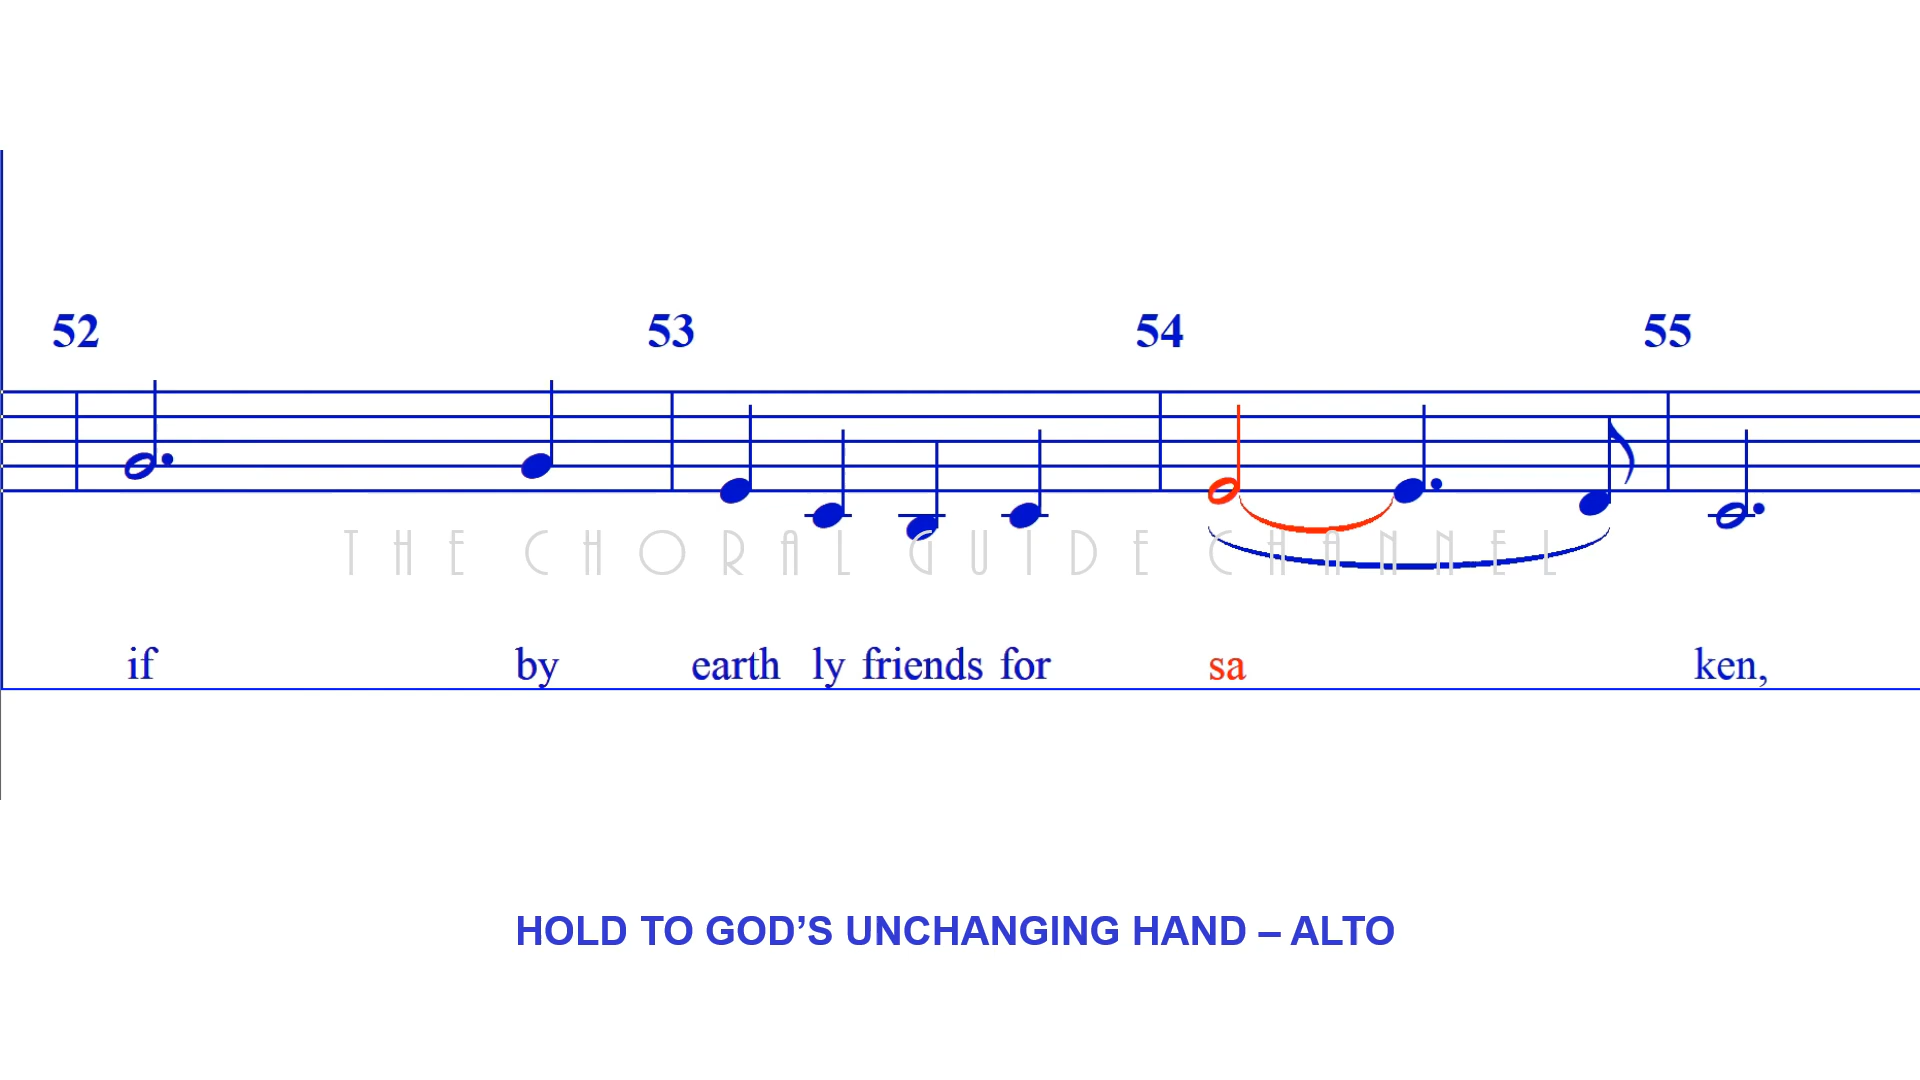 52 53 54 55
THE CHORAL GUIDE CHANNEL
if by earth ly friends for sa ken,
HOLD TO GOD’S UNCHANGING HAND – ALTO